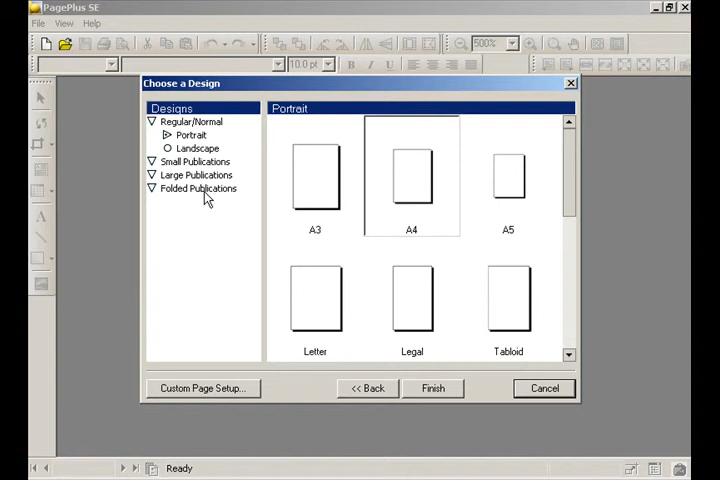 PagePlus SE
File View Help
500%
10.0 pt
B I U
Choose a Design
Designs
Portrait
Regular/Normal
Portrait
Landscape
Small Publications
Large Publications
Folded Publications
A3
A4
A5
Letter
Legal
Tabloid
Custom Page Setup...
<< Back
Finish
Cancel
Ready